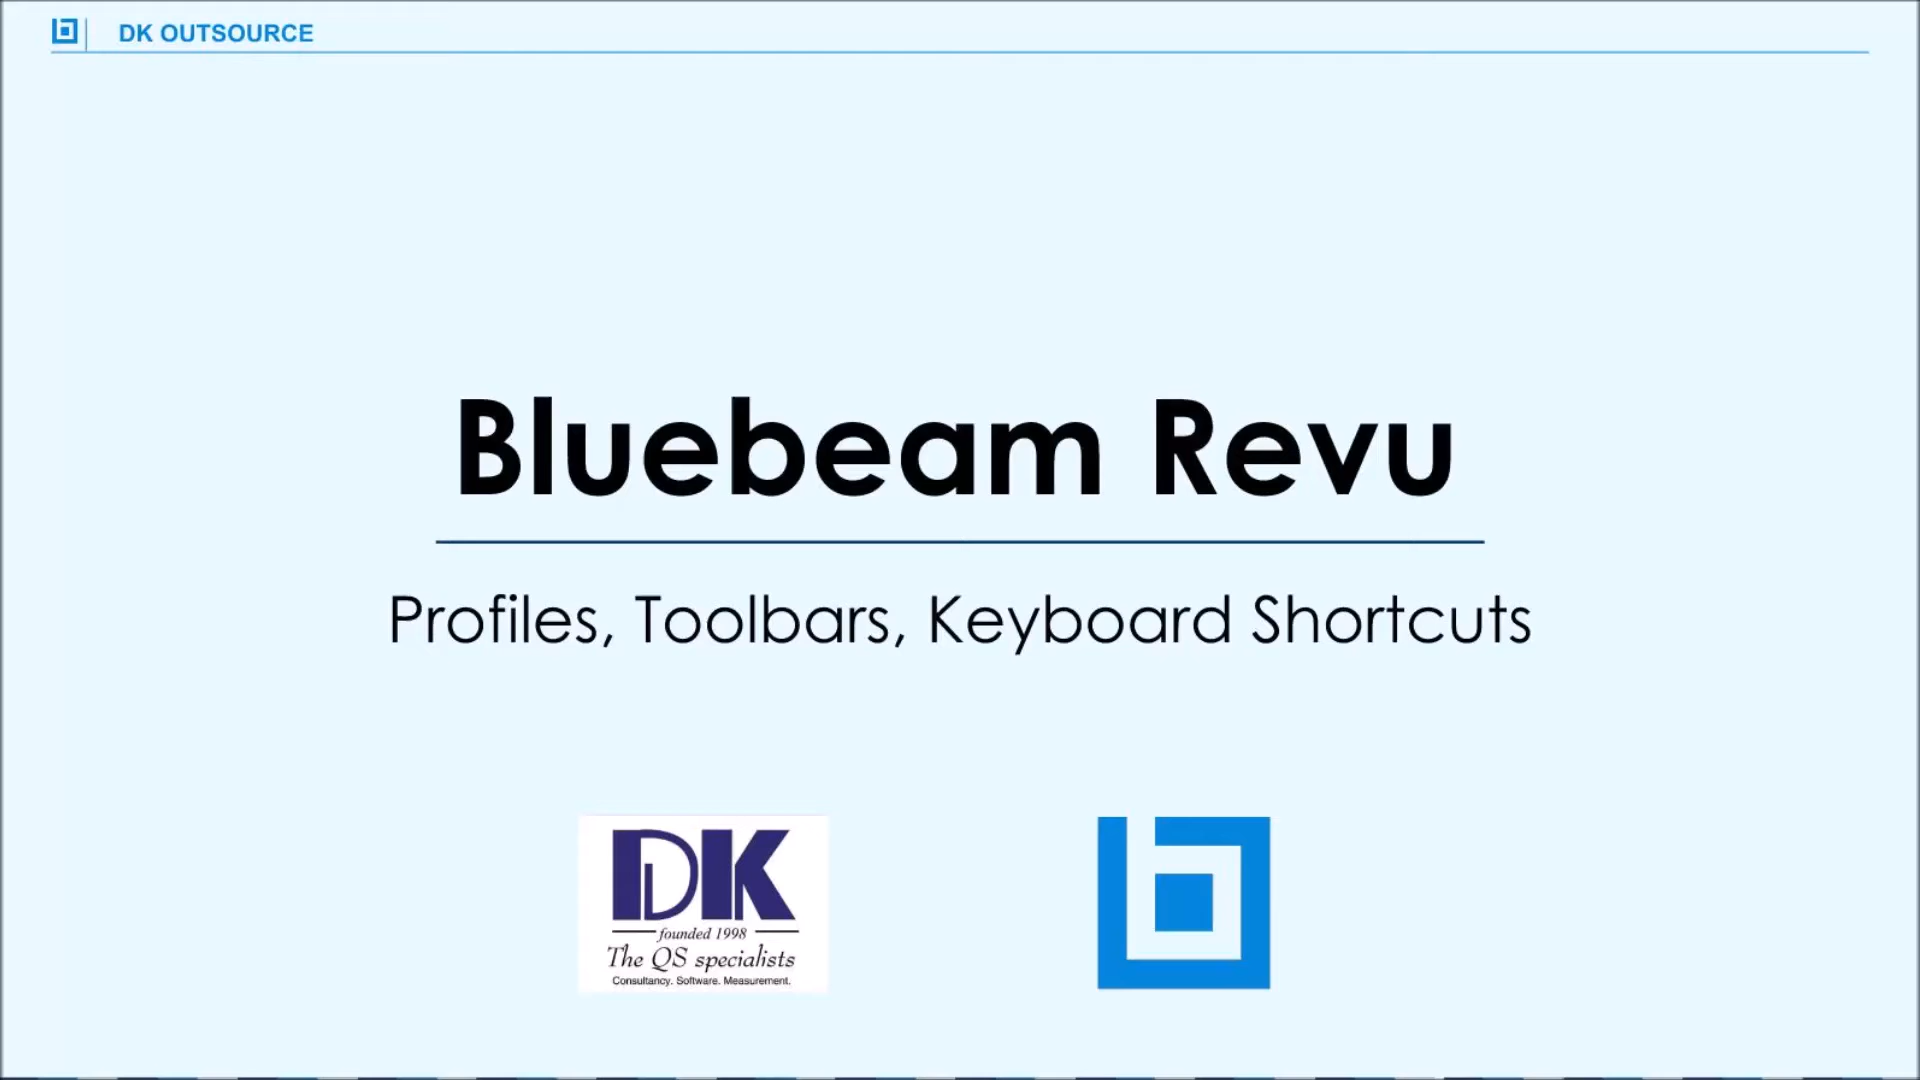 DK OUTSOURCE
Bluebeam Revu
Profiles, Toolbars, Keyboard Shortcuts
DK
founded 1998
The QS specialists
Consultancy. Software. Measurement.